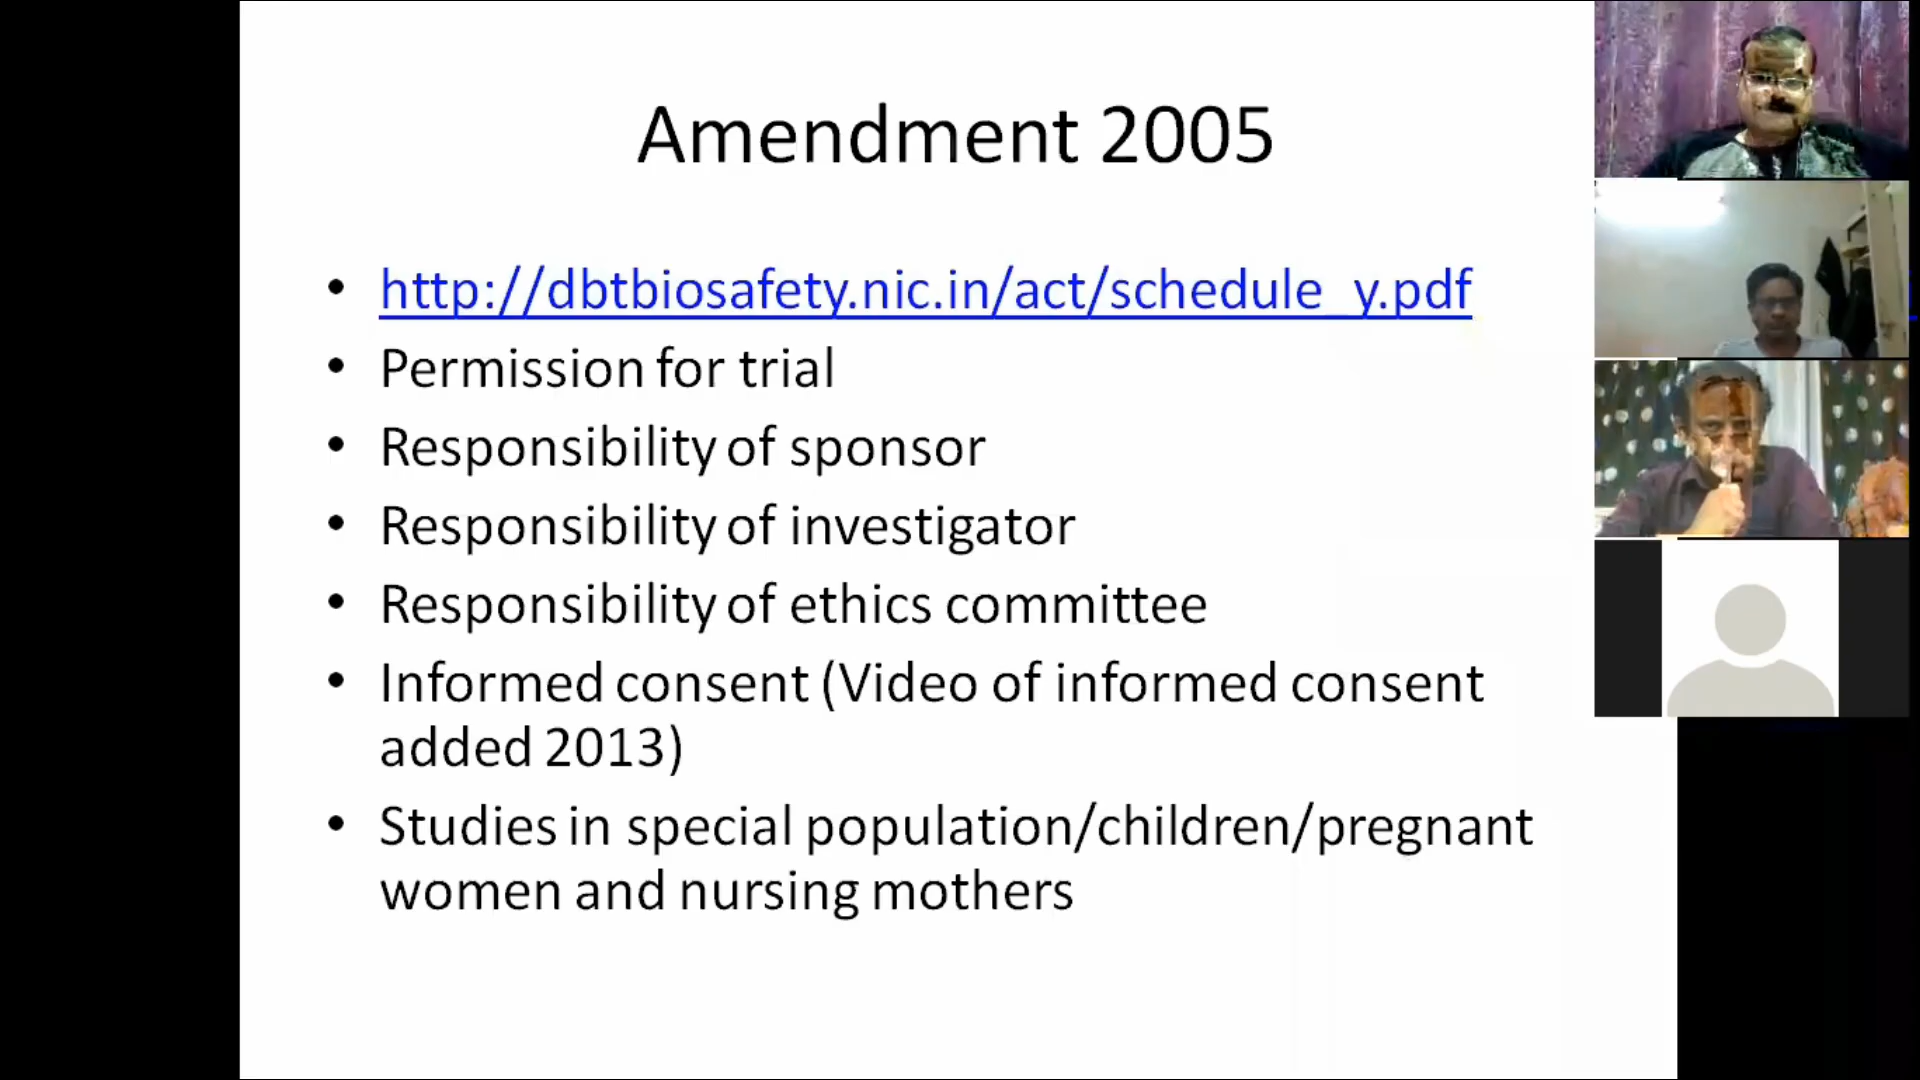 Amendment 2005
• http://dbtbiosafety.nic.in/act/schedule_y.pdf
• Permission for trial
• Responsibility of sponsor
• Responsibility of investigator
• Responsibility of ethics committee
• Informed consent (Video of informed consent
added 2013)
• Studies in special population/children/pregnant
women and nursing mothers